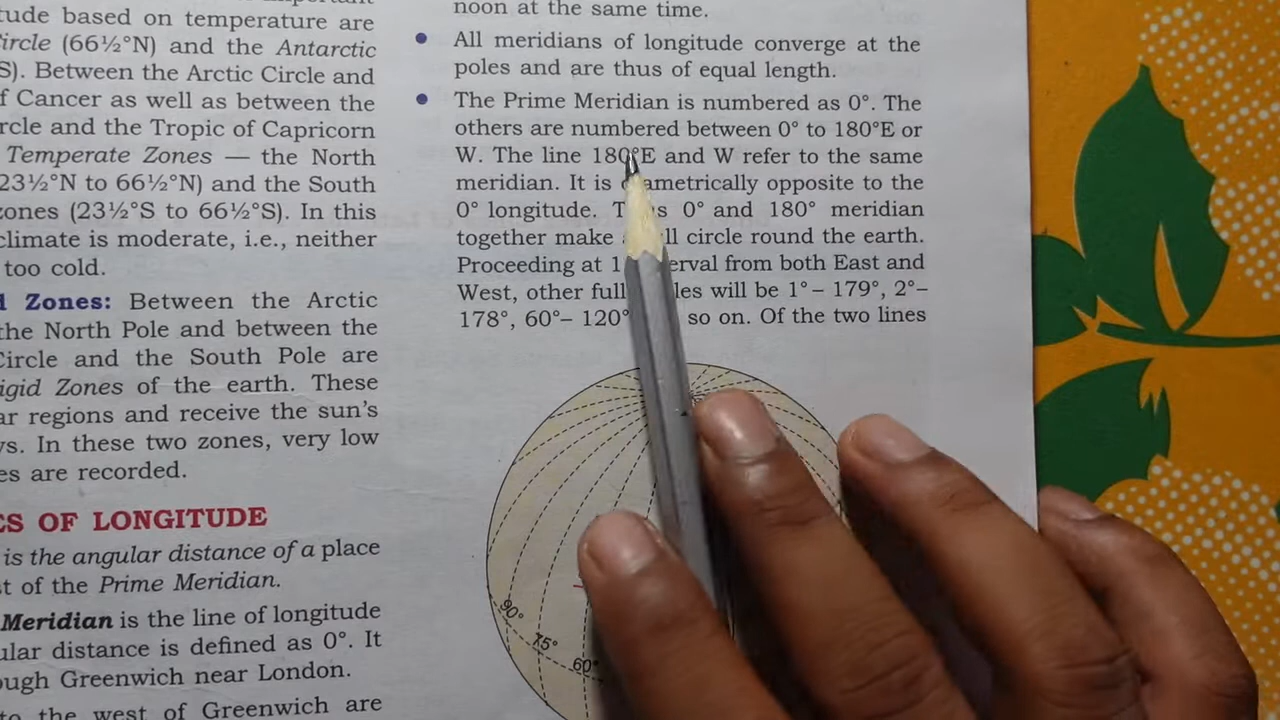 tude based on temperature are
ircle (66½°N) and the Antarctic
S). Between the Arctic Circle and
f Cancer as well as between the
rcle and the Tropic of Capricorn
Temperate Zones — the North
23½°N to 66½°N) and the South
zones (23½°S to 66½°S). In this
climate is moderate, i.e., neither
too cold.
d Zones: Between the Arctic
the North Pole and between the
Circle and the South Pole are
rigid Zones of the earth. These
ar regions and receive the sun's
ys. In these two zones, very low
es are recorded.
CS OF LONGITUDE
is the angular distance of a place
st of the Prime Meridian.
Meridian is the line of longitude
ular distance is defined as 0°. It
ough Greenwich near London.
to the west of Greenwich are
noon at the same time.
• All meridians of longitude converge at the
poles and are thus of equal length.
• The Prime Meridian is numbered as 0°. The
others are numbered between 0° to 180°E or
W. The line 180°E and W refer to the same
meridian. It is ametrically opposite to the
0° longitude. T s 0° and 180° meridian
together make ll circle round the earth.
Proceeding at 1 erval from both East and
West, other full les will be 1°– 179°, 2°–
178°, 60°– 120° so on. Of the two lines
90°
75°
60°